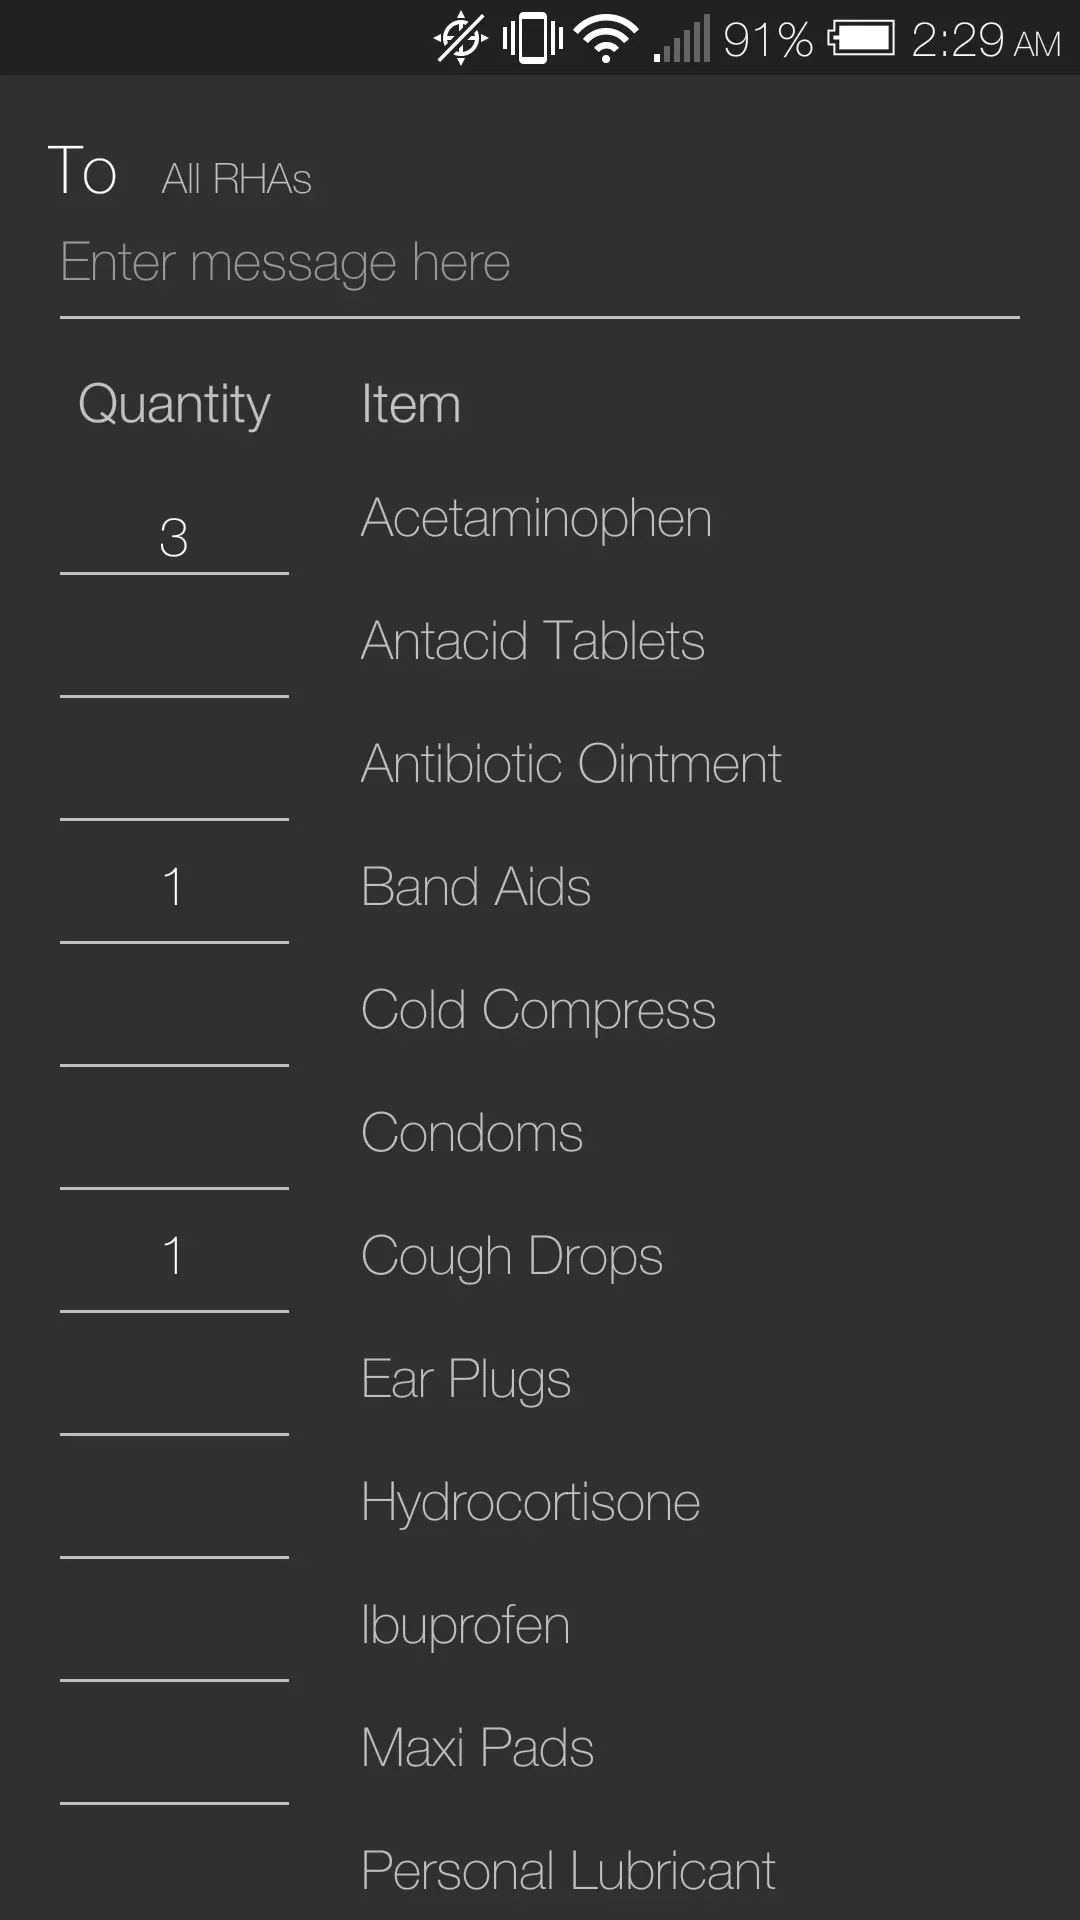 91% 2:29 AM
To All RHAs
Enter message here
Quantity Item
3 Acetaminophen
Antacid Tablets
Antibiotic Ointment
1 Band Aids
Cold Compress
Condoms
1 Cough Drops
Ear Plugs
Hydrocortisone
Ibuprofen
Maxi Pads
Personal Lubricant